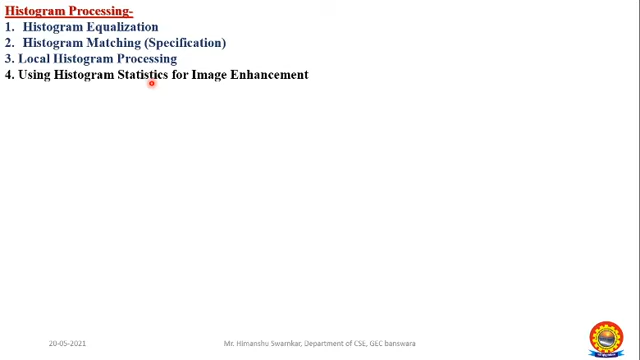 Histogram Processing-
1. Histogram Equalization
2. Histogram Matching (Specification)
3. Local Histogram Processing
4. Using Histogram Statistics for Image Enhancement
20-05-2021
Mr. Himanshu Swarnkar, Department of CSE, GEC banswara